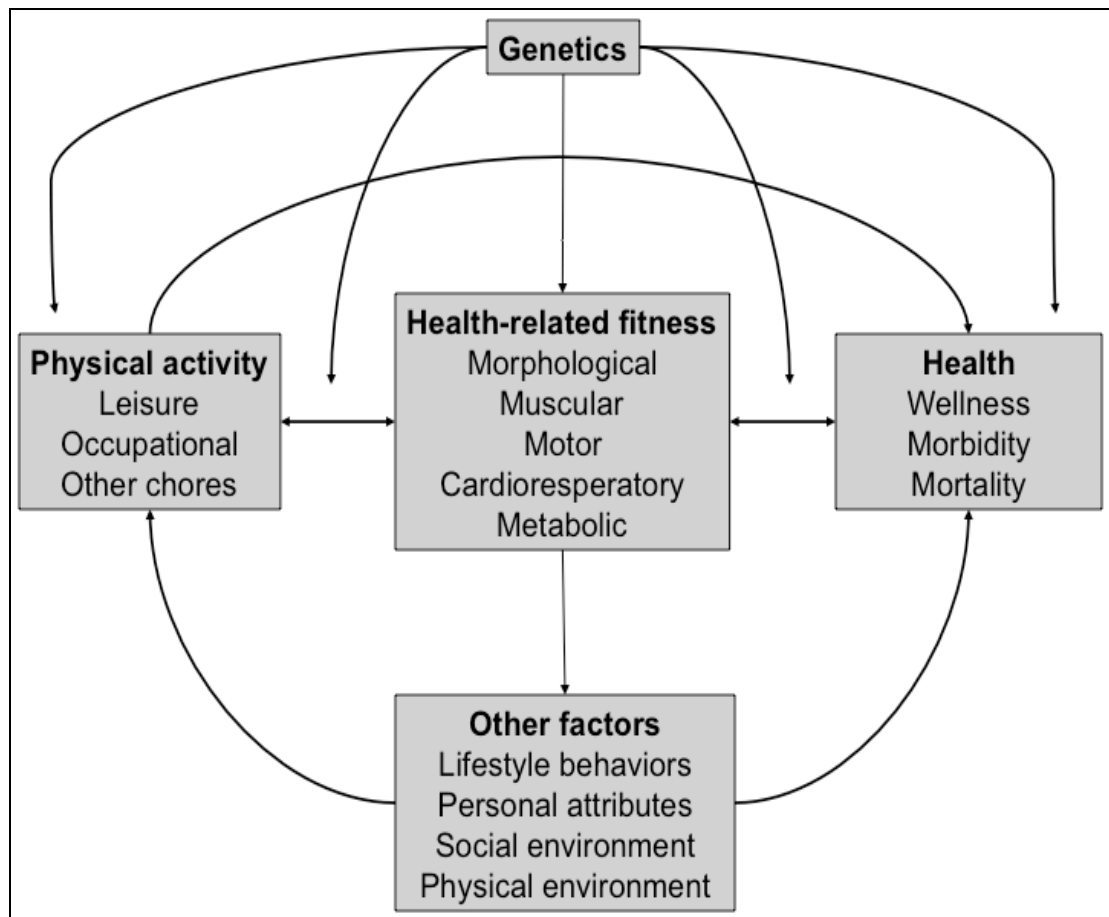 Genetics
Physical activity
Leisure
Occupational
Other chores
Health-related fitness
Morphological
Muscular
Motor
Cardioresperatory
Metabolic
Health
Wellness
Morbidity
Mortality
Other factors
Lifestyle behaviors
Personal attributes
Social environment
Physical environment